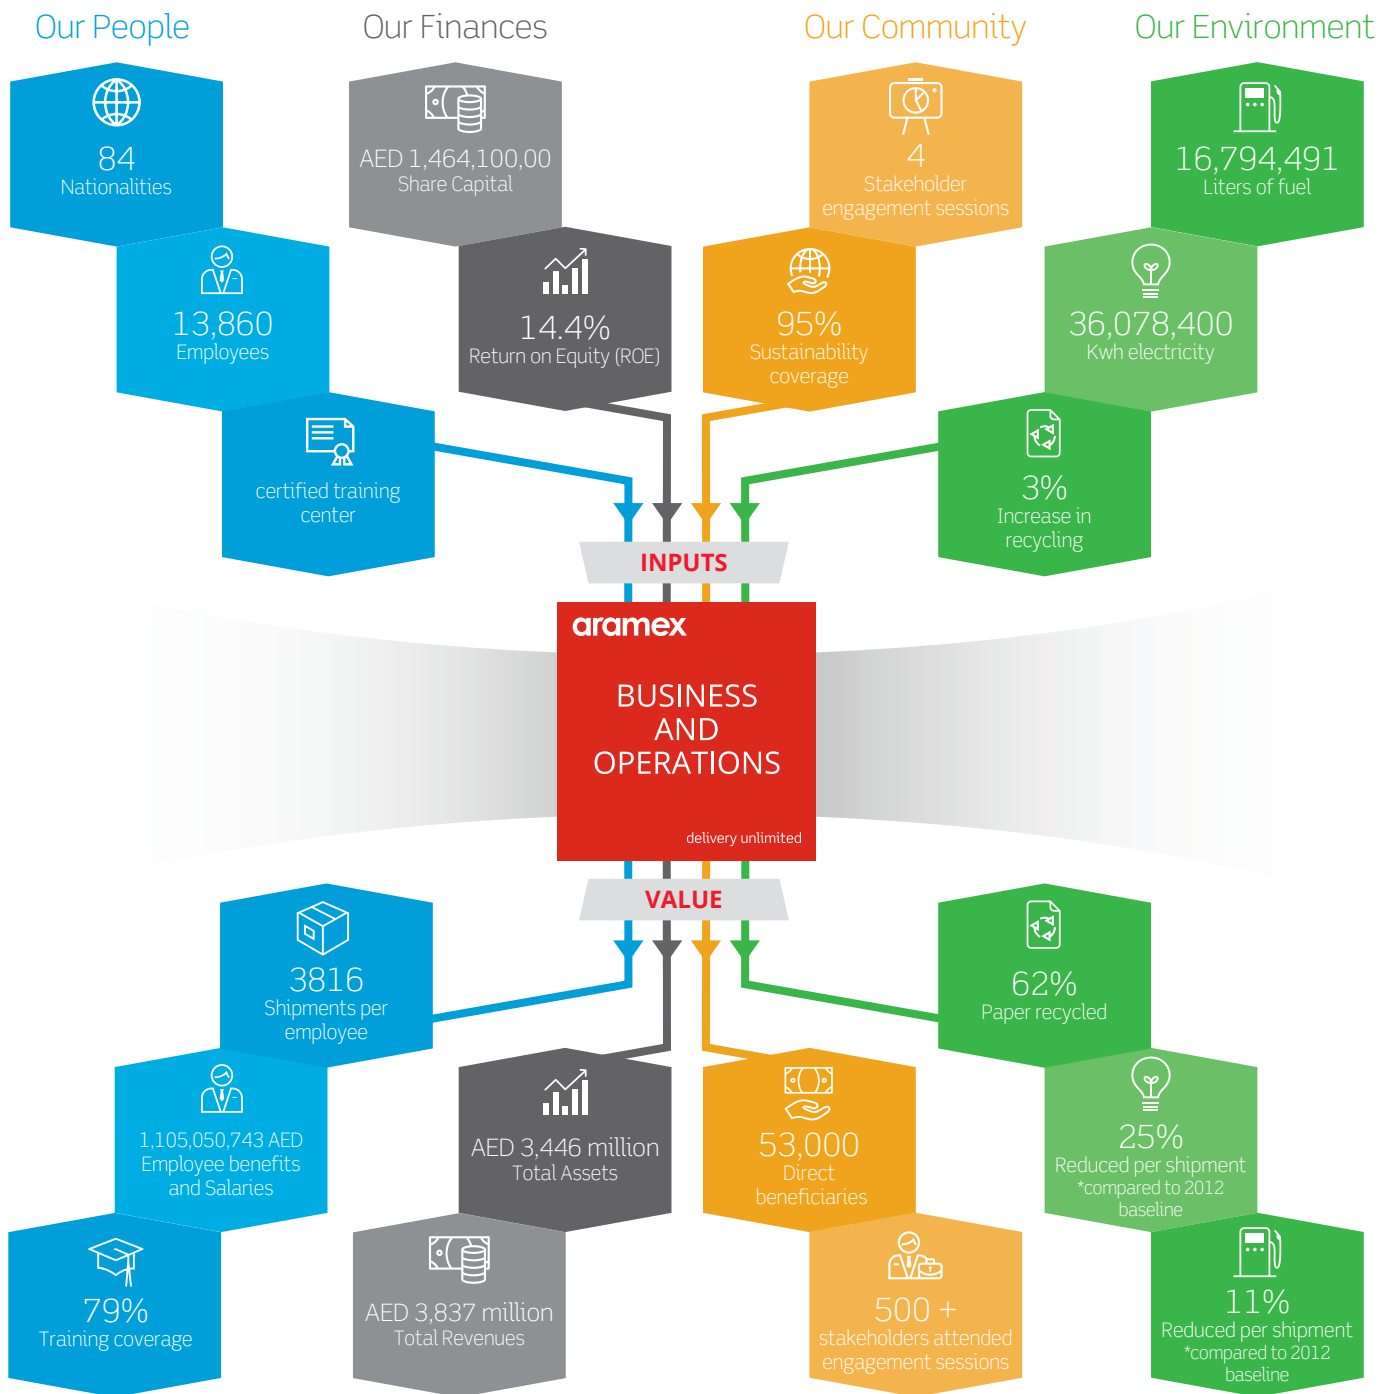 Our People
Our Finances
Our Community
Our Environment
84
Nationalities
13,860
Employees
certified training
center
AED 1,464,100,00
Share Capital
14.4%
Return on Equity (ROE)
4
Stakeholder
engagement sessions
95%
Sustainability
coverage
16,794,491
Liters of fuel
36,078,400
Kwh electricity
3%
Increase in
recycling
INPUTS
aramex
BUSINESS
AND
OPERATIONS
delivery unlimited
VALUE
3816
Shipments per
employee
1,105,050,743 AED
Employee benefits
and Salaries
79%
Training coverage
AED 3,446 million
Total Assets
AED 3,837 million
Total Revenues
53,000
Direct
beneficiaries
500 +
stakeholders attended
engagement sessions
62%
Paper recycled
25%
Reduced per shipment
*compared to 2012
baseline
11%
Reduced per shipment
*compared to 2012
baseline